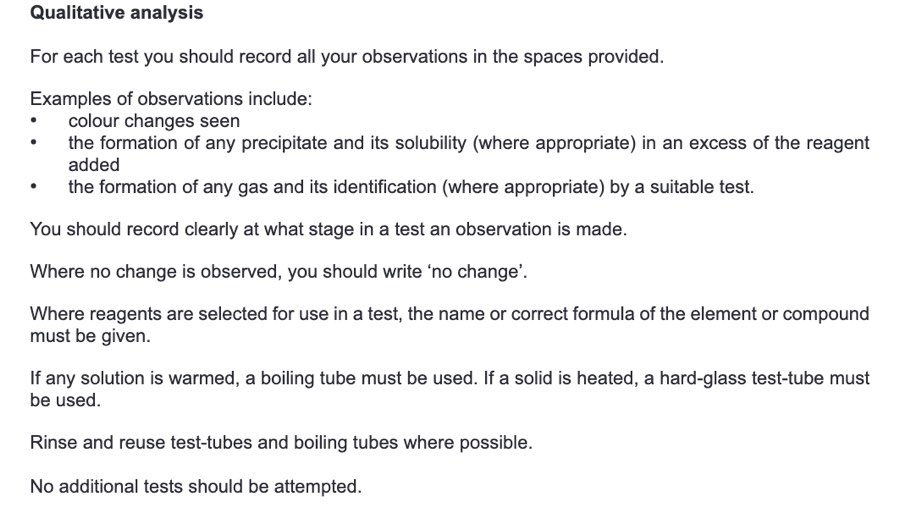 Qualitative analysis
For each test you should record all your observations in the spaces provided.
Examples of observations include:
• colour changes seen
• the formation of any precipitate and its solubility (where appropriate) in an excess of the reagent
added
• the formation of any gas and its identification (where appropriate) by a suitable test.
You should record clearly at what stage in a test an observation is made.
Where no change is observed, you should write ‘no change’.
Where reagents are selected for use in a test, the name or correct formula of the element or compound
must be given.
If any solution is warmed, a boiling tube must be used. If a solid is heated, a hard-glass test-tube must
be used.
Rinse and reuse test-tubes and boiling tubes where possible.
No additional tests should be attempted.